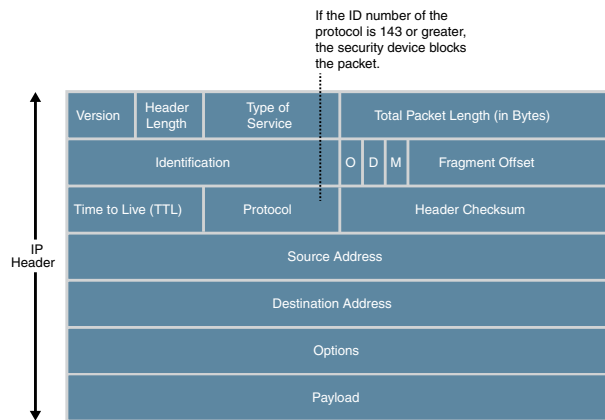 If the ID number of the
protocol is 143 or greater,
the security device blocks
the packet.
Version
Header
Length
Type of
Service
Total Packet Length (in Bytes)
Identification
O
D
M
Fragment Offset
Time to Live (TTL)
Protocol
Header Checksum
IP
Header
Source Address
Destination Address
Options
Payload